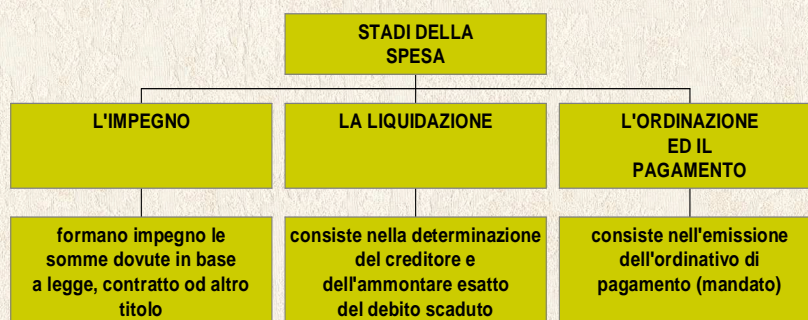 STADI DELLA
SPESA
L'IMPEGNO
LA LIQUIDAZIONE
L'ORDINAZIONE
ED IL
PAGAMENTO
formano impegno le
somme dovute in base
a legge, contratto od altro
titolo
consiste nella determinazione
del creditore e
dell'ammontare esatto
del debito scaduto
consiste nell'emissione
dell'ordinativo di
pagamento (mandato)